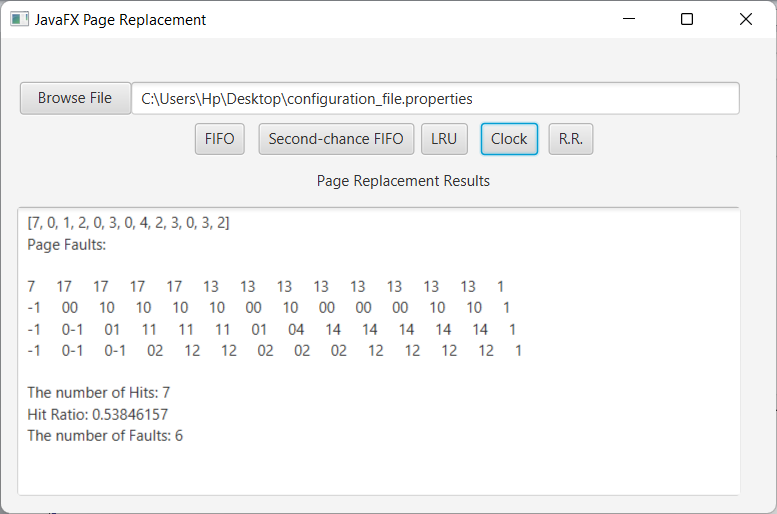 JavaFX Page Replacement
Browse File C:\Users\Hp\Desktop\configuration_file.properties
FIFO Second-chance FIFO LRU Clock R.R.
Page Replacement Results
[7, 0, 1, 2, 0, 3, 0, 4, 2, 3, 0, 3, 2]
Page Faults:
7 17 17 17 17 13 13 13 13 13 13 13 13 1
-1 00 10 10 10 10 00 10 00 00 00 10 10 1
-1 0-1 01 11 11 11 01 04 14 14 14 14 14 1
-1 0-1 0-1 02 12 12 02 02 02 12 12 12 12 1
The number of Hits: 7
Hit Ratio: 0.53846157
The number of Faults: 6